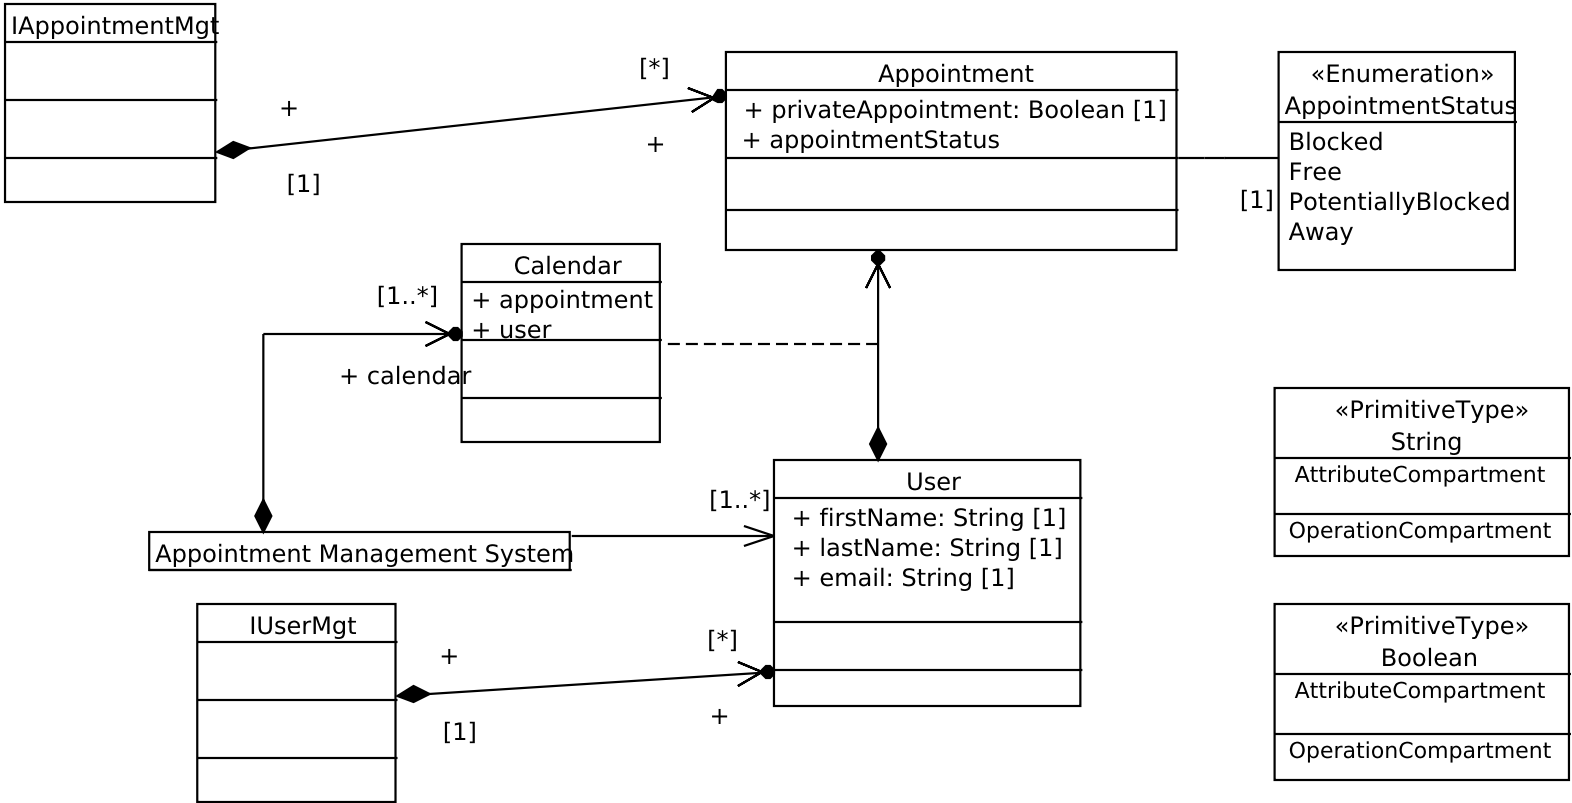 IAppointmentMgt
+
[1]
[*]
+
Appointment
+ privateAppointment: Boolean [1]
+ appointmentStatus
[1]
«Enumeration»
AppointmentStatus
Blocked
Free
PotentiallyBlocked
Away
Calendar
+ appointment
+ user
[1..*]
+ calendar
Appointment Management System
[1..*]
User
+ firstName: String [1]
+ lastName: String [1]
+ email: String [1]
IUserMgt
+
[1]
[*]
+
«PrimitiveType»
String
AttributeCompartment
OperationCompartment
«PrimitiveType»
Boolean
AttributeCompartment
OperationCompartment